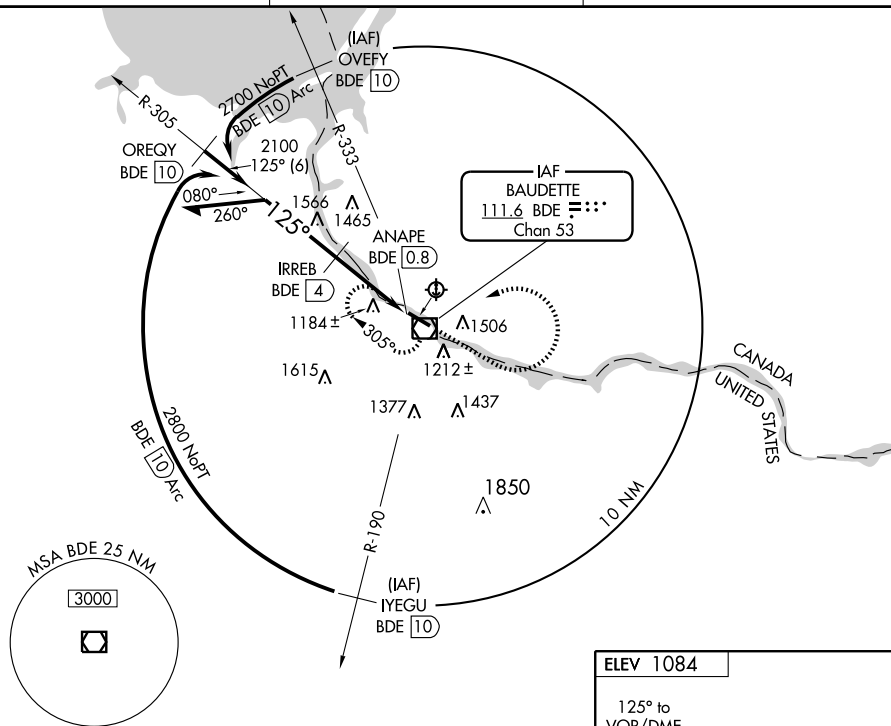 (IAF)
OVEFY
BDE 10
2700 NoPT
BDE 10 Arc
R-305
R-333
OREQY
BDE 10
2100
125° (6)
080°
260°
125°
1566
1465
IAF
BAUDETTE
111.6 BDE
Chan 53
ANAPE
BDE 0.8
IRREB
BDE 4
1184 ±
305°
1506
1212 ±
1615
1377
1437
CANADA
UNITED STATES
2800 NoPT
BDE 10 Arc
1850
10 NM
R-190
MSA BDE 25 NM
3000
(IAF)
IYEGU
BDE 10
ELEV 1084
125° to
VOR/DME